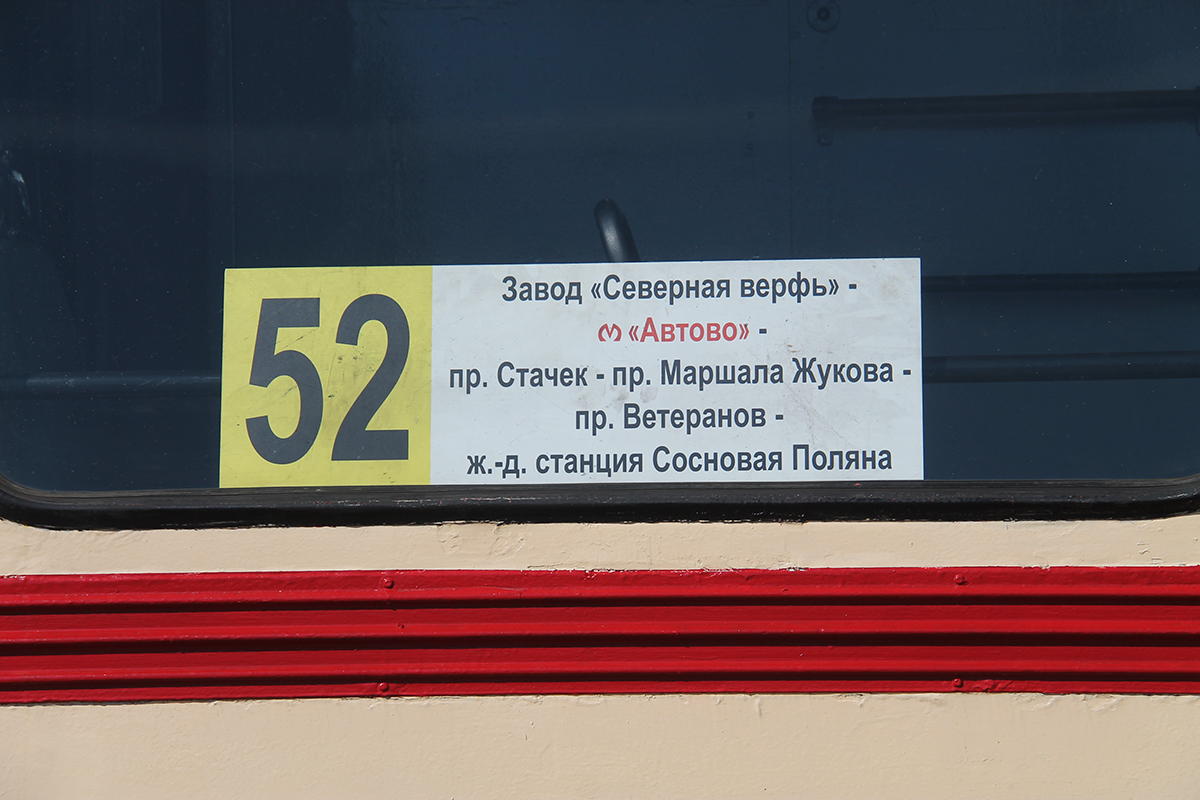 52
Завод «Северная верфь» -
м «Автово» -
пр. Стачек - пр. Маршала Жукова -
пр. Ветеранов -
ж.-д. станция Сосновая Поляна